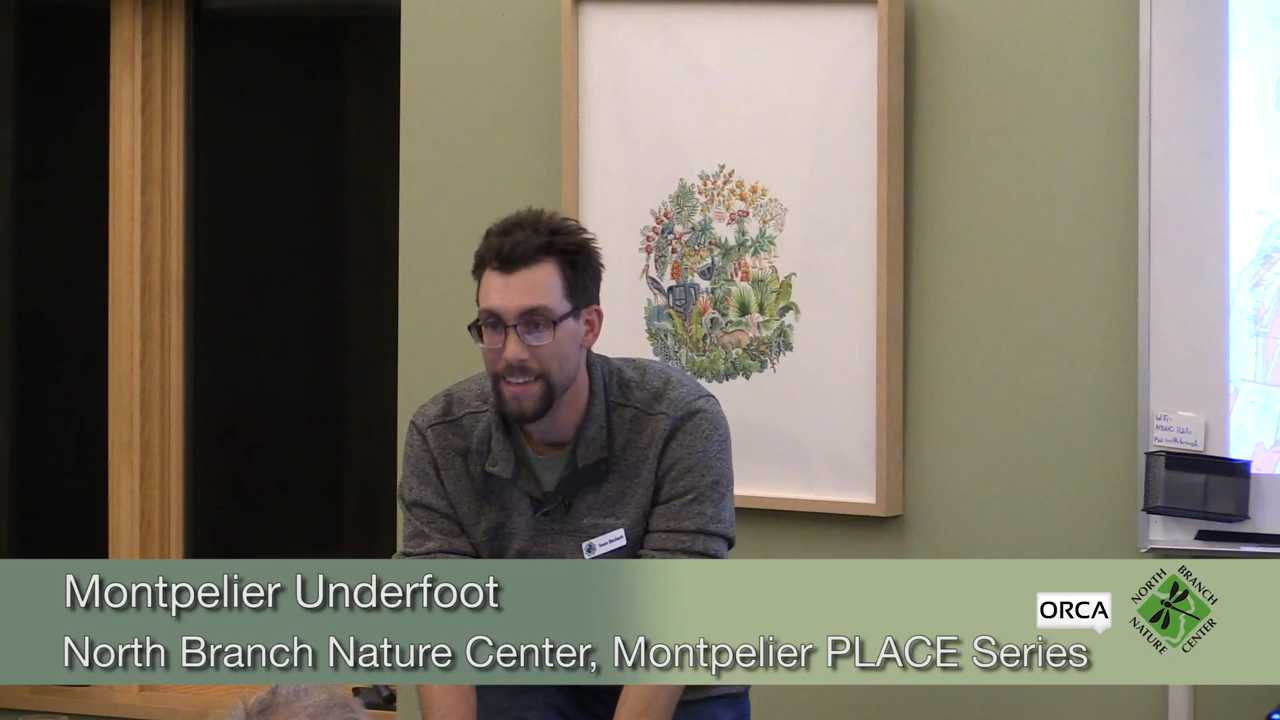 Montpelier Underfoot
North Branch Nature Center, Montpelier PLACE Series
ORCA
NORTH BRANCH
NATURE CENTER